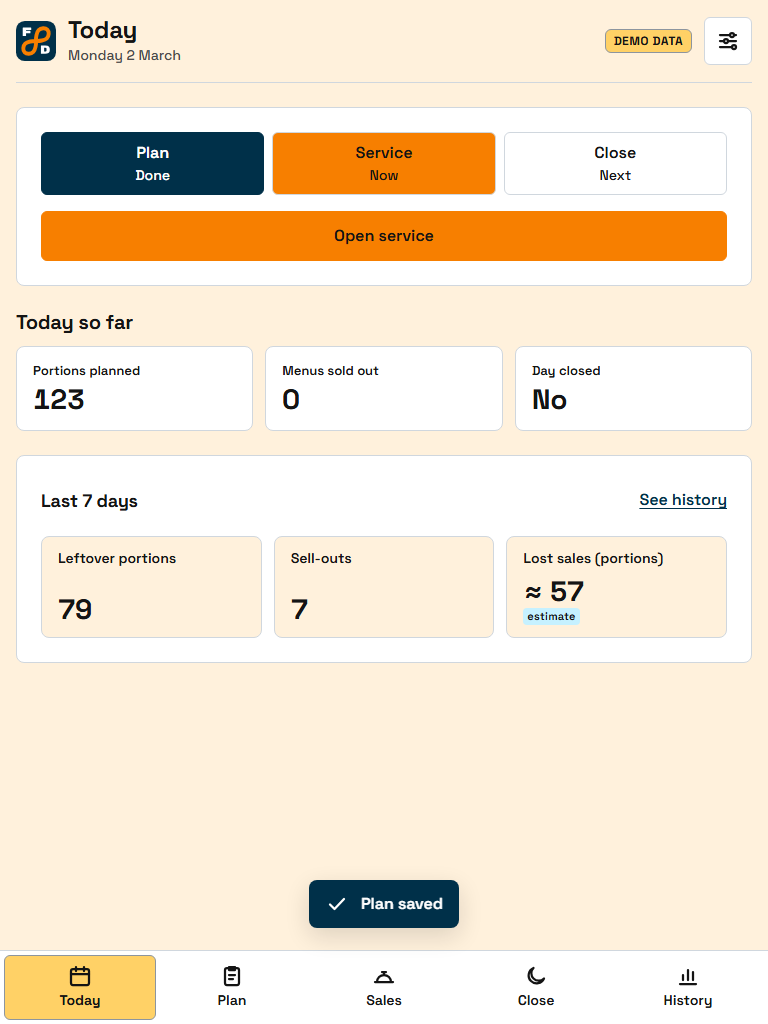 F
D
Today
Monday 2 March
DEMO DATA
Plan
Done
Service
Now
Close
Next
Open service
Today so far
Portions planned
123
Menus sold out
0
Day closed
No
Last 7 days
See history
Leftover portions
79
Sell-outs
7
Lost sales (portions)
≈ 57
estimate
Plan saved
Today
Plan
Sales
Close
History